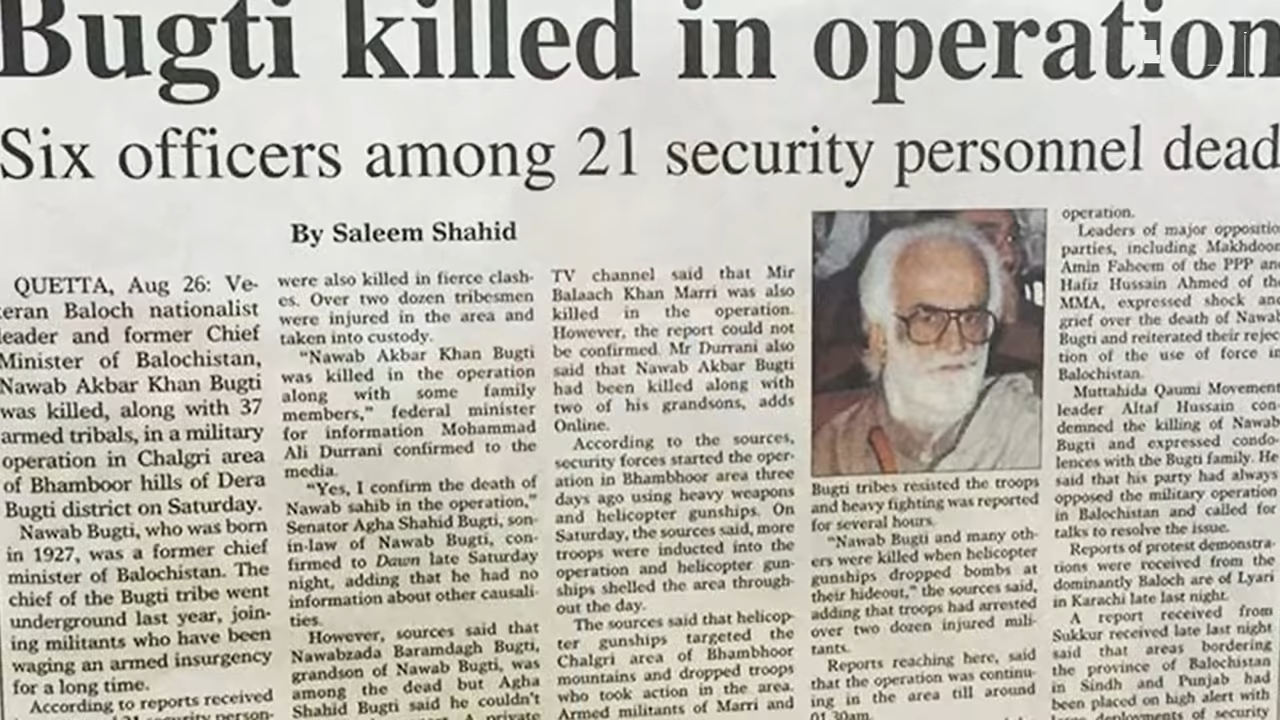 Bugti killed in operation
Six officers among 21 security personnel dead
By Saleem Shahid
QUETTA, Aug 26: Ve-
teran Baloch nationalist
leader and former Chief
Minister of Balochistan,
Nawab Akbar Khan Bugti
was killed, along with 37
armed tribals, in a military
operation in Chalgri area
of Bhamboor hills of Dera
Bugti district on Saturday.
Nawab Bugti, who was born
in 1927, was a former chief
minister of Balochistan. The
chief of the Bugti tribe went
underground last year, join-
ing militants who have been
waging an armed insurgency
for a long time.
According to reports received
21 security person-
were also killed in fierce clash-
es. Over two dozen tribesmen
were injured in the area and
taken into custody.
"Nawab Akbar Khan Bugti
was killed in the operation
along with some family
members," federal minister
for information Mohammad
Ali Durrani confirmed to the
media.
"Yes, I confirm the death of
Nawab sahib in the operation,"
Senator Agha Shahid Bugti, son-
in-law of Nawab Bugti, con-
firmed to Dawn late Saturday
night, adding that he had no
information about other causali-
ties.
However, sources said that
Nawabzada Baramdagh Bugti,
grandson of Nawab Bugti, was
among the dead but Agha
Shahid Bugti said he couldn't
A private
TV channel said that Mir
Balaach Khan Marri was also
killed in the operation.
However, the report could not
be confirmed. Mr Durrani also
said that Nawab Akbar Bugti
had been killed along with
two of his grandsons, adds
Online.
According to the sources,
security forces started the oper-
ation in Bhambhoor area three
days ago using heavy weapons
and helicopter gunships. On
Saturday, the sources said, more
troops were inducted into the
operation and helicopter gun-
ships shelled the area through-
out the day.
The sources said that helicop-
ter gunships targeted the
Chalgri area of Bhambhoor
mountains and dropped troops
who took action in the area.
Armed militants of Marri and
Bugti tribes resisted the troops
and heavy fighting was reported
for several hours.
"Nawab Bugti and many oth-
ers were killed when helicopter
gunships dropped bombs at
their hideout," the sources said,
adding that troops had arrested
over two dozen injured mili-
tants.
Reports reaching here, said
that the operation was continu-
ing in the area till around
01.30am.
operation.
Leaders of major oppositio
parties, including Makhdoom
Amin Faheem of the PPP and
Hafiz Hussain Ahmed of the
MMA, expressed shock and
grief over the death of Nawab
Bugti and reiterated their rejec-
tion of the use of force in
Balochistan.
Muttahida Qaumi Movement
leader Altaf Hussain con-
demned the killing of Nawab
Bugti and expressed condo-
lences with the Bugti family. He
said that his party had always
opposed the military operation
in Balochistan and called for
talks to resolve the issue.
Reports of protest demonstra-
tions were received from the
dominantly Baloch are of Lyari
in Karachi late last night.
A report received from
Sukkur received late last night
said that areas bordering
the province of Balochistan
in Sindh and Punjab had
been placed on high alert with
deployments of security